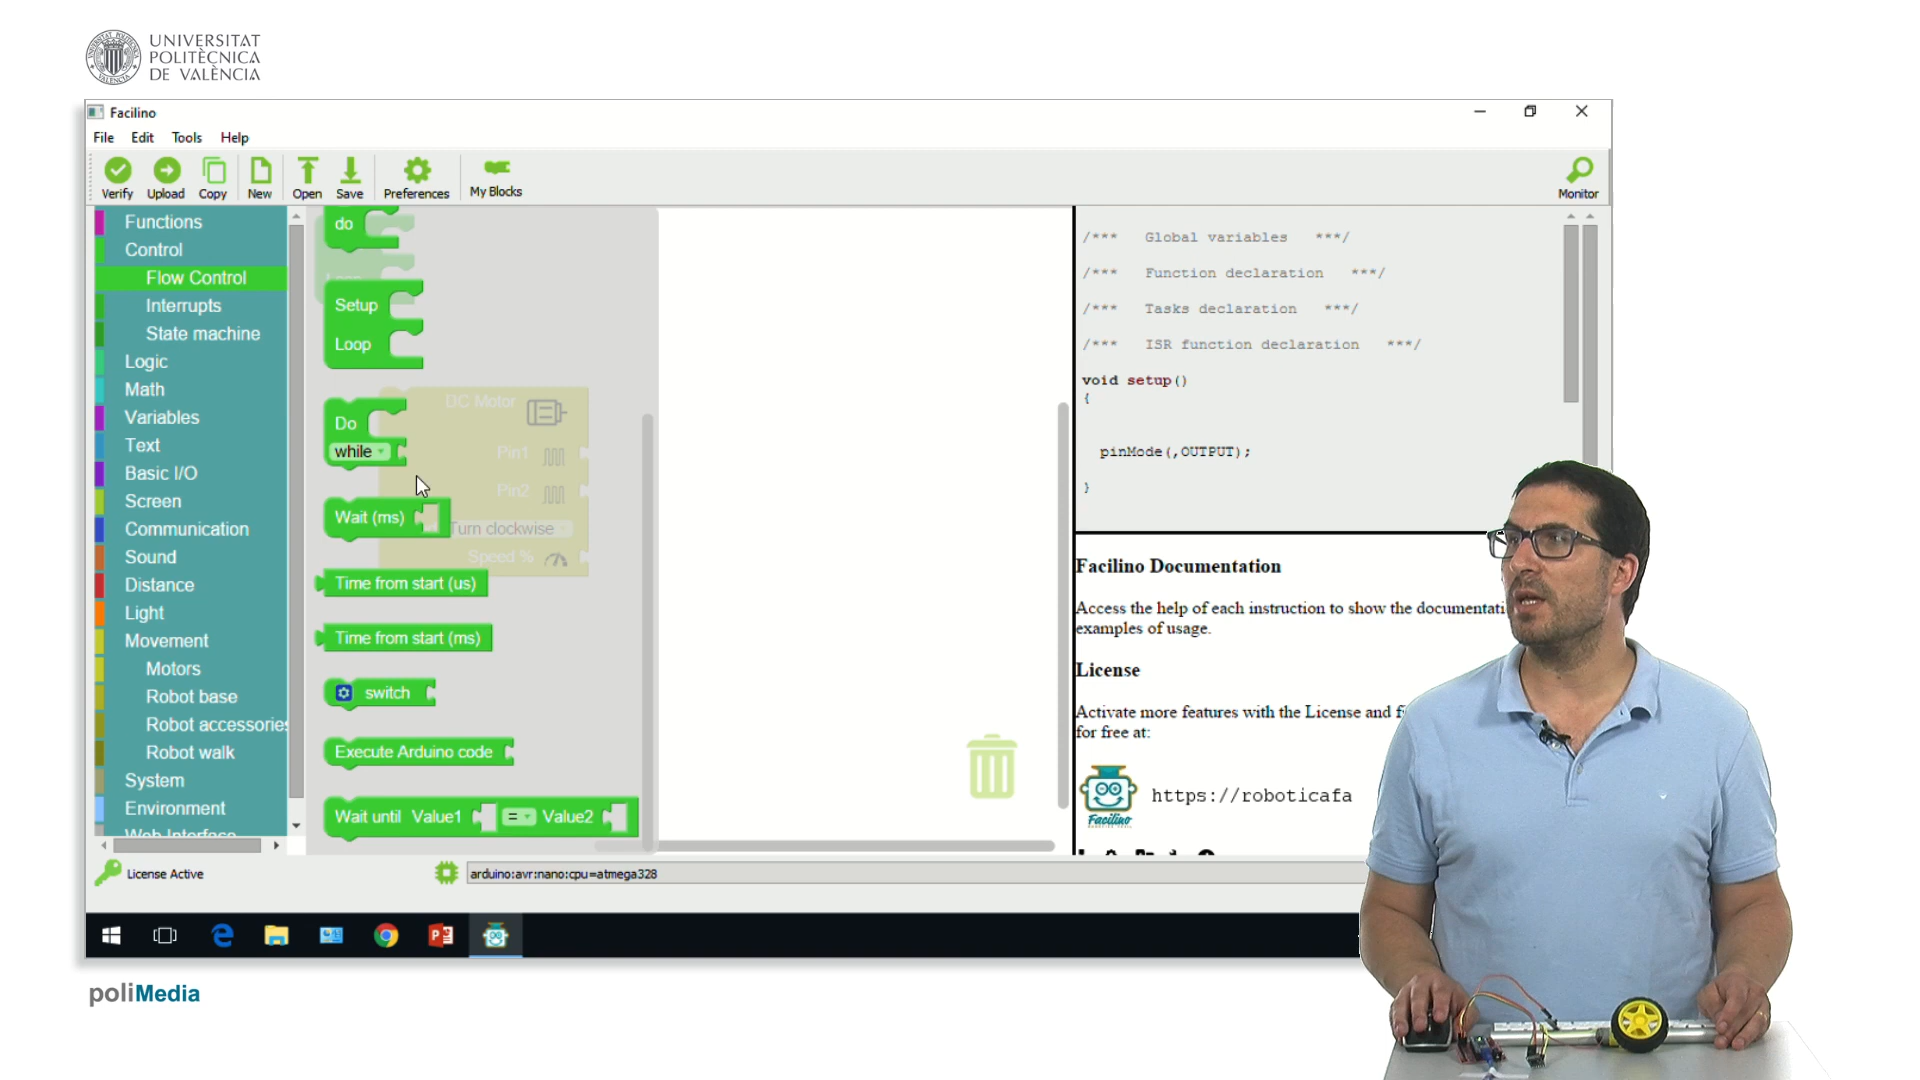 UNIVERSITAT
POLITÈCNICA
DE VALÈNCIA
Facilino
File Edit Tools Help
Verify Upload Copy New Open Save Preferences My Blocks Monitor
Functions
Control
Flow Control
Interrupts
State machine
Logic
Math
Variables
Text
Basic I/O
Screen
Communication
Sound
Distance
Light
Movement
Motors
Robot base
Robot accessories
Robot walk
System
Environment
Web Interface
do
Loop
Setup
Loop
Do
while
Wait (ms)
Time from start (us)
Time from start (ms)
switch
Execute Arduino code
Wait until Value1 = Value2
DC Motor
Pin1
Pin2
Turn clockwise
Speed %
/*** Global variables ***/
/*** Function declaration ***/
/*** Tasks declaration ***/
/*** ISR function declaration ***/
void setup()
{
pinMode(,OUTPUT);
}
Facilino Documentation
Access the help of each instruction to show the documentati
examples of usage.
License
Activate more features with the License and f
for free at:
Facilino
https://roboticafa
License Active
arduino:avr:nano:cpu=atmega328
poliMedia